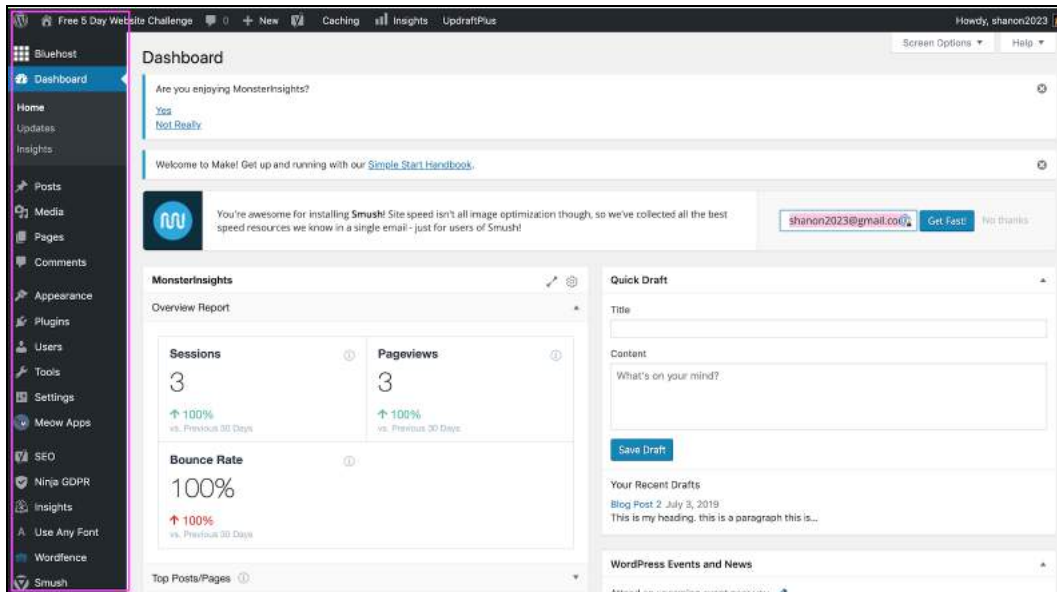 Free 5 Day Website Challenge 0 + New Caching Insights UpdraftPlus Howdy, shanon2023
Screen Options ▼ Help ▼
Bluehost
Dashboard
Home
Updates
Insights
Posts
Media
Pages
Comments
Appearance
Plugins
Users
Tools
Settings
Meow Apps
SEO
Ninja GDPR
Insights
Use Any Font
Wordfence
Smush
Dashboard
Are you enjoying MonsterInsights?
Yes
Not Really
Welcome to Make! Get up and running with our Simple Start Handbook.
You're awesome for installing Smush! Site speed isn't all image optimization though, so we've collected all the best
speed resources we know in a single email - just for users of Smush!
shanon2023@gmail.co Get Fast! No thanks
MonsterInsights
Overview Report
Sessions
3
↑ 100%
vs. Previous 30 Days
Pageviews
3
↑ 100%
vs. Previous 30 Days
Bounce Rate
100%
↑ 100%
vs. Previous 30 Days
Top Posts/Pages
Quick Draft
Title
Content
What's on your mind?
Save Draft
Your Recent Drafts
Blog Post 2 July 3, 2019
This is my heading. this is a paragraph this is...
WordPress Events and News